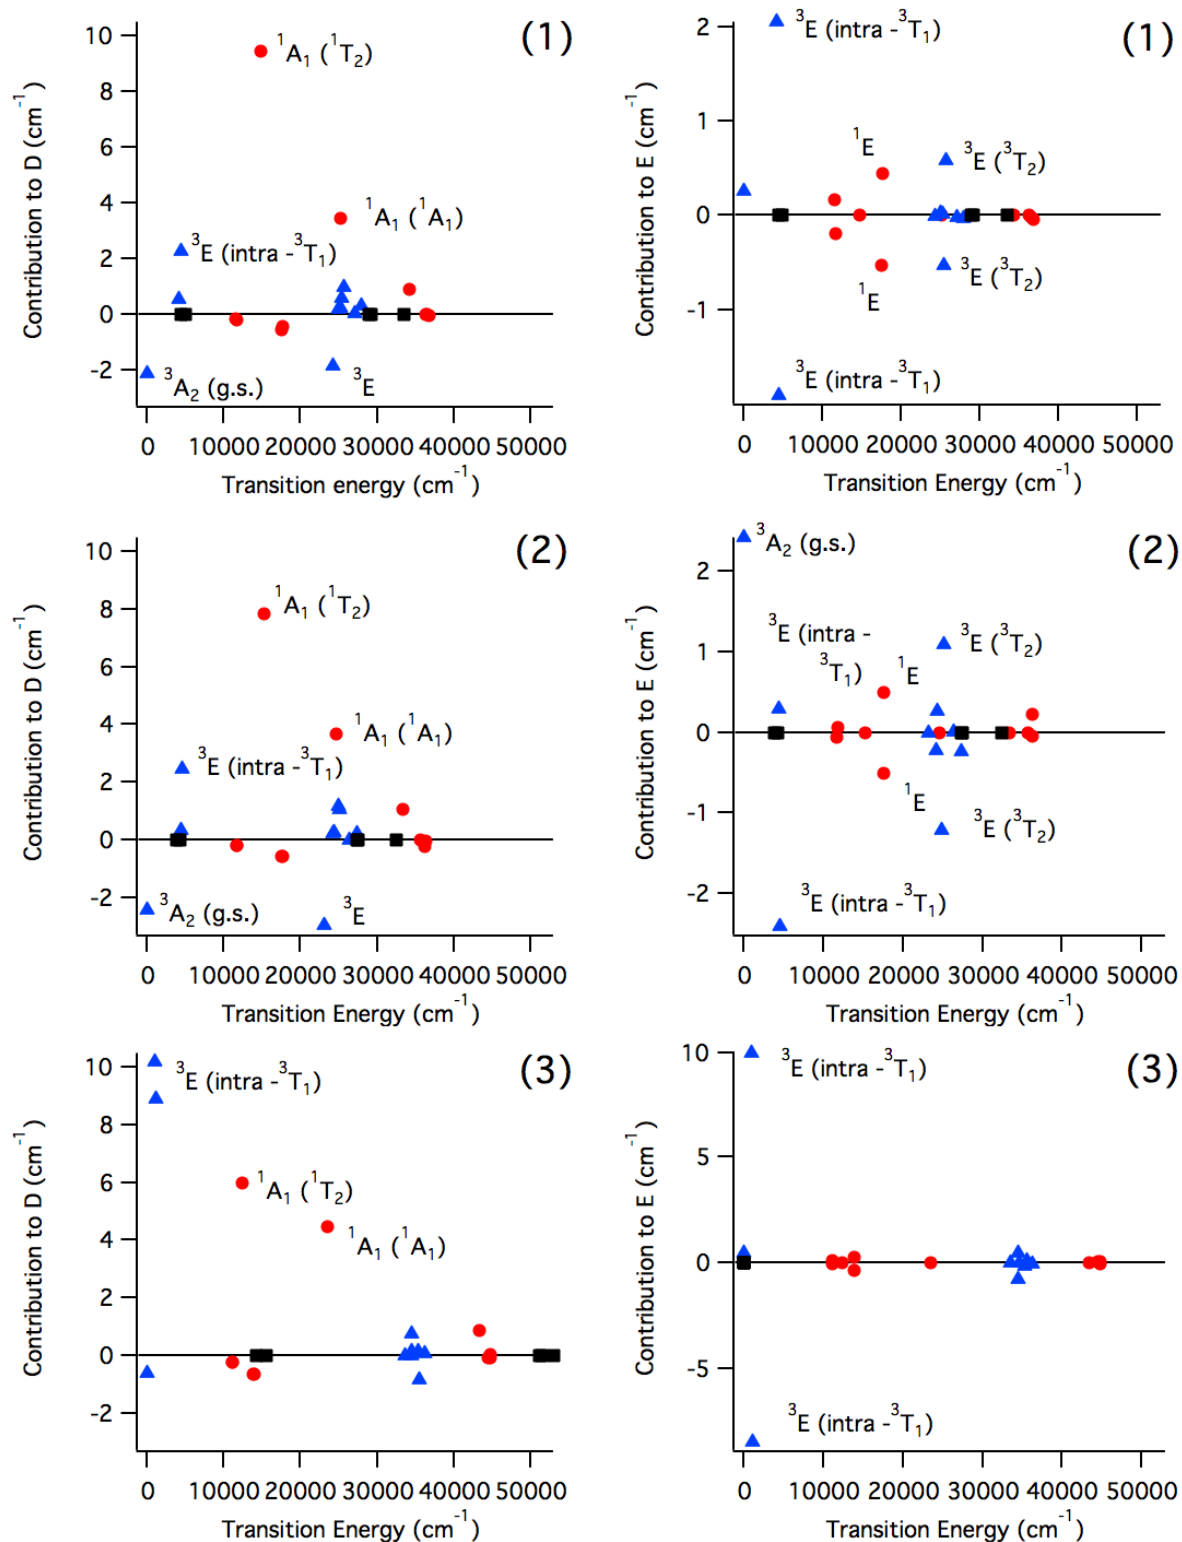 (1)
Contribution to D (cm⁻¹)
10
8
6
4
2
0
-2
¹A₁ (¹T₂)
¹A₁ (¹A₁)
³E (intra -³T₁)
³A₂ (g.s.)
³E
0 10000 20000 30000 40000 50000
Transition energy (cm⁻¹)
(1)
Contribution to E (cm⁻¹)
2
1
0
-1
³E (intra -³T₁)
¹E
³E (³T₂)
¹E
³E (³T₂)
³E (intra -³T₁)
0 10000 20000 30000 40000 50000
Transition Energy (cm⁻¹)
(2)
Contribution to D (cm⁻¹)
10
8
6
4
2
0
-2
¹A₁ (¹T₂)
¹A₁ (¹A₁)
³E (intra -³T₁)
³A₂ (g.s.)
³E
0 10000 20000 30000 40000 50000
Transition Energy (cm⁻¹)
(2)
Contribution to E (cm⁻¹)
2
1
0
-1
-2
³A₂ (g.s.)
³E (intra -
³T₁)
¹E
³E (³T₂)
¹E
³E (³T₂)
³E (intra -³T₁)
0 10000 20000 30000 40000 50000
Transition Energy (cm⁻¹)
(3)
Contribution to D (cm⁻¹)
10
8
6
4
2
0
-2
³E (intra -³T₁)
¹A₁ (¹T₂)
¹A₁ (¹A₁)
0 10000 20000 30000 40000 50000
Transition Energy (cm⁻¹)
(3)
Contribution to E (cm⁻¹)
10
5
0
-5
³E (intra -³T₁)
³E (intra -³T₁)
0 10000 20000 30000 40000 50000
Transition Energy (cm⁻¹)